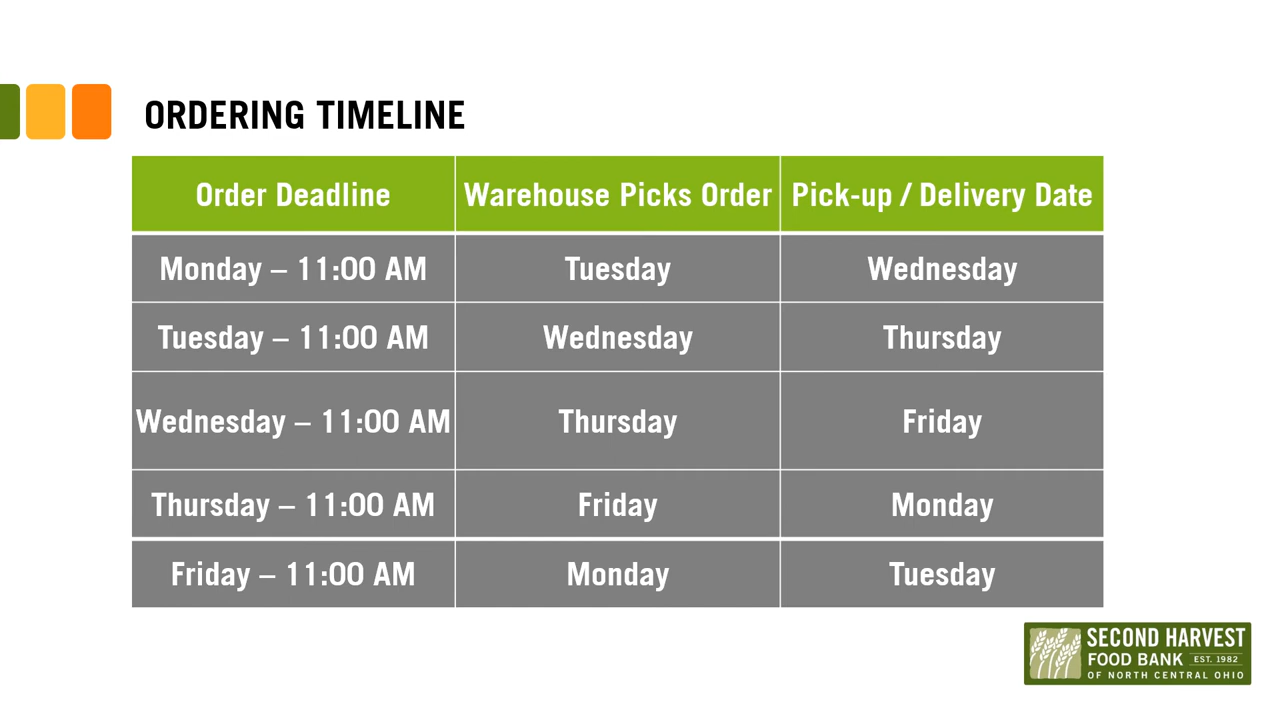 ORDERING TIMELINE
Order Deadline Warehouse Picks Order Pick-up / Delivery Date
Monday – 11:00 AM Tuesday Wednesday
Tuesday – 11:00 AM Wednesday Thursday
Wednesday – 11:00 AM Thursday Friday
Thursday – 11:00 AM Friday Monday
Friday – 11:00 AM Monday Tuesday
SECOND HARVEST
FOOD BANK EST. 1982
OF NORTH CENTRAL OHIO